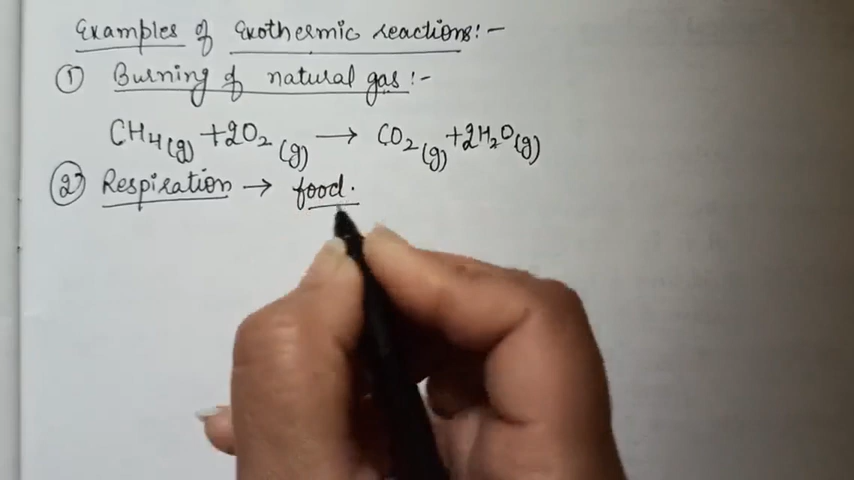 Examples of Exothermic reactions:-
① Burning of natural gas:-
CH4(g) + 2O2(g) → CO2(g) + 2H2O(g)
② Respiration → food.